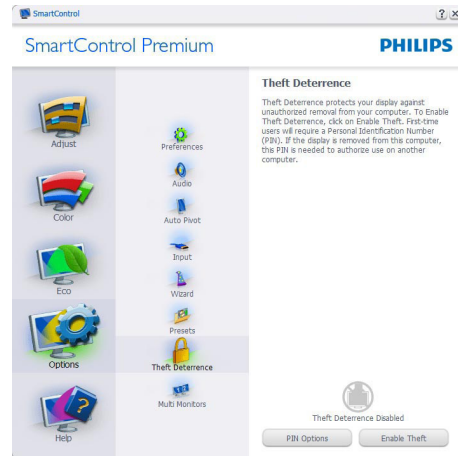 SmartControl
? x
SmartControl Premium
PHILIPS
Adjust
Color
Eco
Options
Help
Preferences
Audio
Auto Pivot
Input
Wizard
Presets
Theft Deterrence
Multi Monitors
Theft Deterrence
Theft Deterrence protects your display against
unauthorized removal from your computer. To Enable
Theft Deterrence, click on Enable Theft. First-time
users will require a Personal Identification Number
(PIN). If the display is removed from this computer,
this PIN is needed to authorize use on another
computer.
Theft Deterrence Disabled
PIN Options
Enable Theft